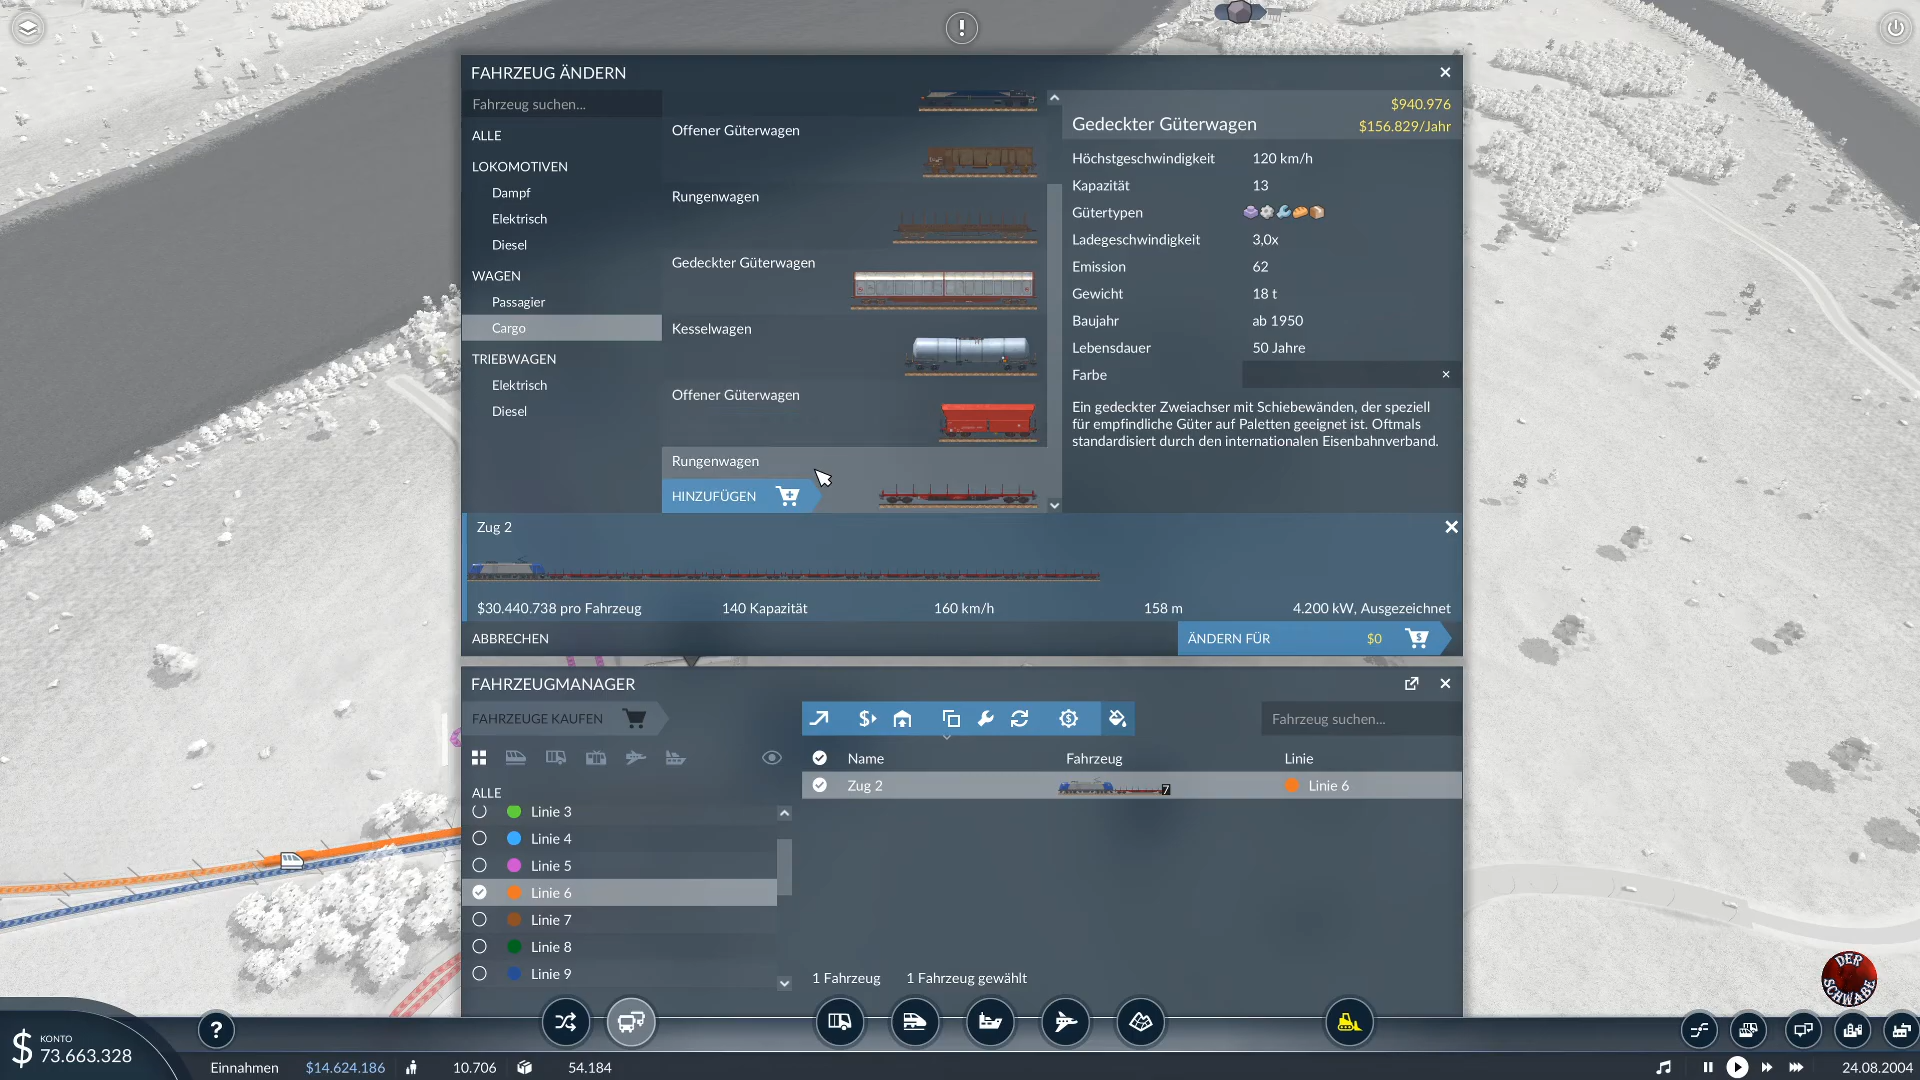 FAHRZEUG ÄNDERN
Fahrzeug suchen...
ALLE
LOKOMOTIVEN
Dampf
Elektrisch
Diesel
WAGEN
Passagier
Cargo
TRIEBWAGEN
Elektrisch
Diesel
Offener Güterwagen
Rungenwagen
Gedeckter Güterwagen
Kesselwagen
Offener Güterwagen
Rungenwagen
HINZUFÜGEN
$940.976
Gedeckter Güterwagen
$156.829/Jahr
Höchstgeschwindigkeit 120 km/h
Kapazität 13
Gütertypen
Ladegeschwindigkeit 3,0x
Emission 62
Gewicht 18 t
Baujahr ab 1950
Lebensdauer 50 Jahre
Farbe
Ein gedeckter Zweiachser mit Schiebewänden, der speziell
für empfindliche Güter auf Paletten geeignet ist. Oftmals
standardisiert durch den internationalen Eisenbahnverband.
Zug 2
$30.440.738 pro Fahrzeug 140 Kapazität 160 km/h 158 m 4.200 kW, Ausgezeichnet
ABBRECHEN
ÄNDERN FÜR $0
FAHRZEUGMANAGER
FAHRZEUGE KAUFEN
Fahrzeug suchen...
ALLE
Linie 3
Linie 4
Linie 5
Linie 6
Linie 7
Linie 8
Linie 9
Name Fahrzeug Linie
Zug 2 7 Linie 6
1 Fahrzeug 1 Fahrzeug gewählt
DER
SCHWABE
KONTO
$ 73.663.328
Einnahmen $14.624.186 10.706 54.184
24.08.2004